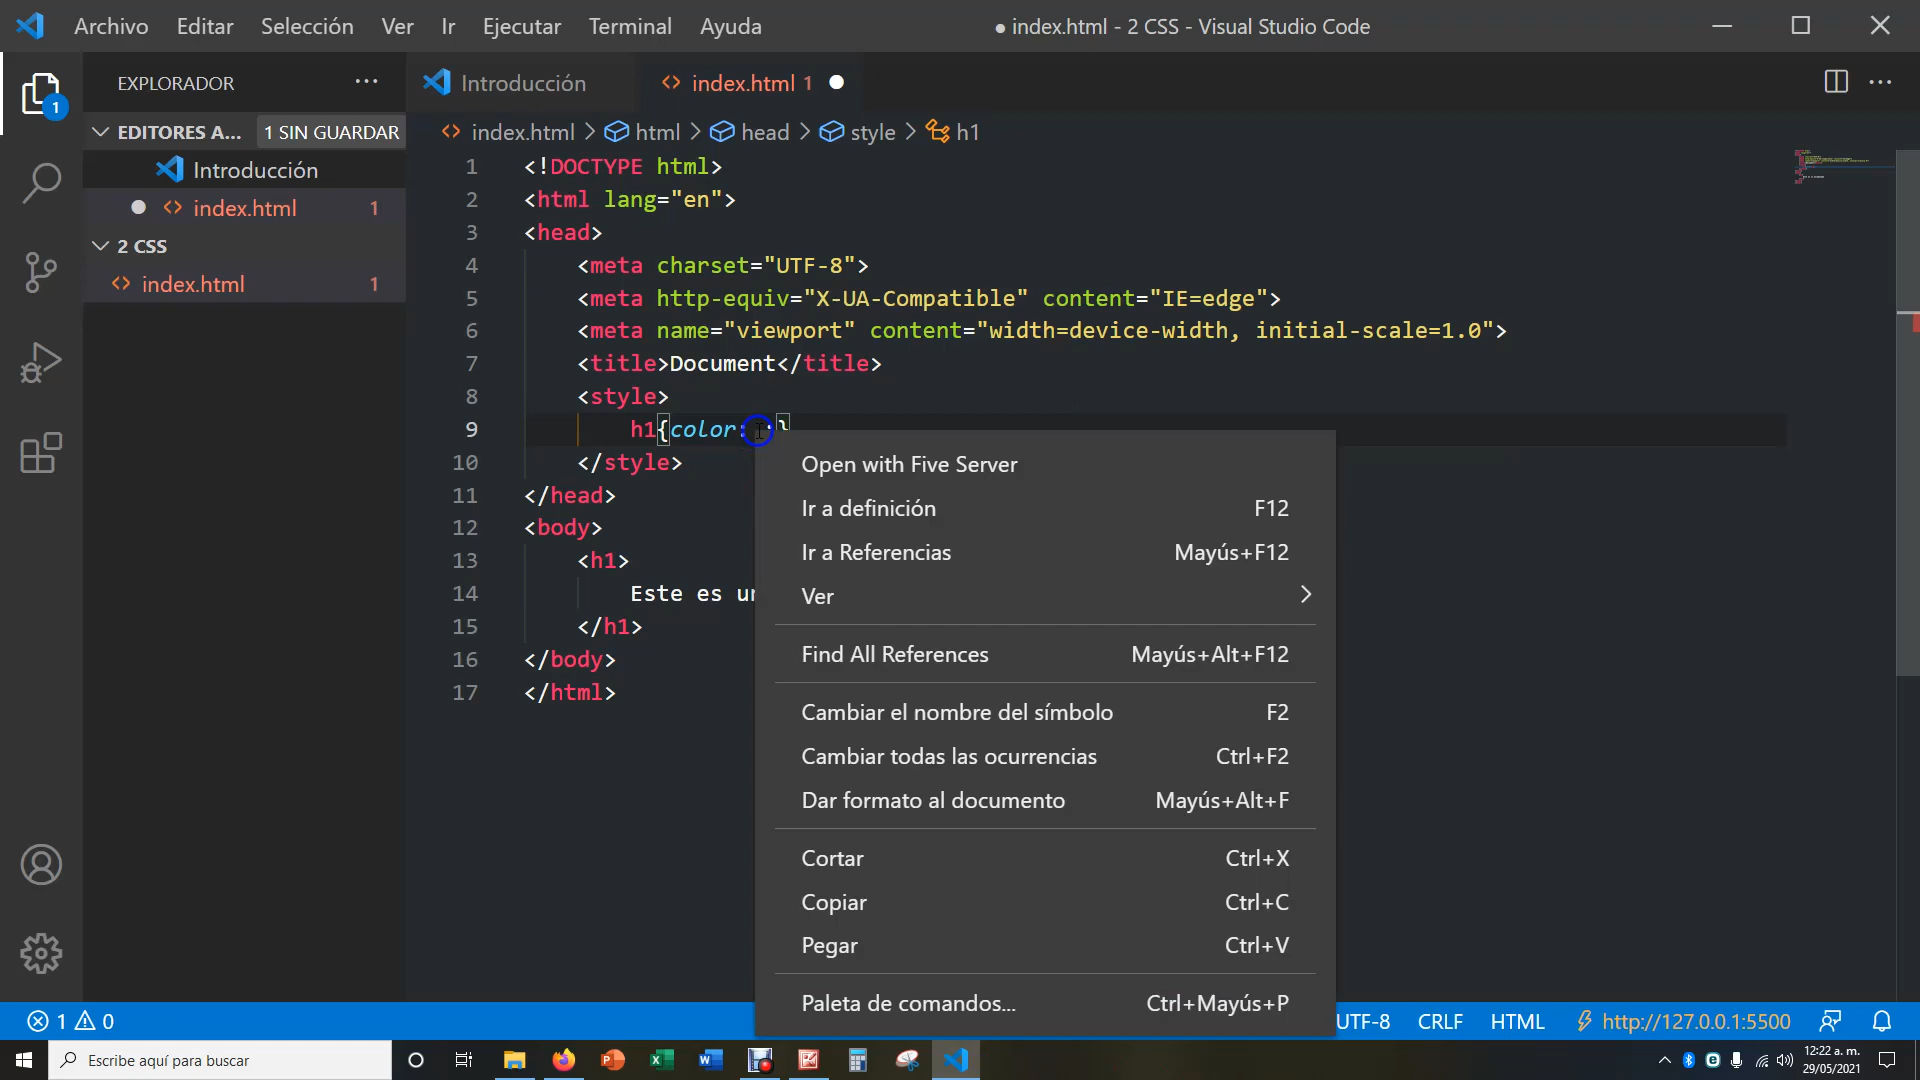 Archivo Editar Selección Ver Ir Ejecutar Terminal Ayuda
● index.html - 2 CSS - Visual Studio Code
EXPLORADOR
1
EDITORES A... 1 SIN GUARDAR
Introducción
index.html 1
2 CSS
index.html 1
Introducción
index.html 1
index.html > html > head > style > h1
1 <!DOCTYPE html>
2 <html lang="en">
3 <head>
4 <meta charset="UTF-8">
5 <meta http-equiv="X-UA-Compatible" content="IE=edge">
6 <meta name="viewport" content="width=device-width, initial-scale=1.0">
7 <title>Document</title>
8 <style>
9 h1{color: ;}
10 </style>
11 </head>
12 <body>
13 <h1>
14 Este es
15 </h1>
16 </body>
17 </html>
Open with Five Server
Ir a definición F12
Ir a Referencias Mayús+F12
Ver
Find All References Mayús+Alt+F12
Cambiar el nombre del símbolo F2
Cambiar todas las ocurrencias Ctrl+F2
Dar formato al documento Mayús+Alt+F
Cortar Ctrl+X
Copiar Ctrl+C
Pegar Ctrl+V
Paleta de comandos... Ctrl+Mayús+P
1 0
UTF-8 CRLF HTML http://127.0.0.1:5500
Escribe aquí para buscar
12:22 a. m.
29/05/2021